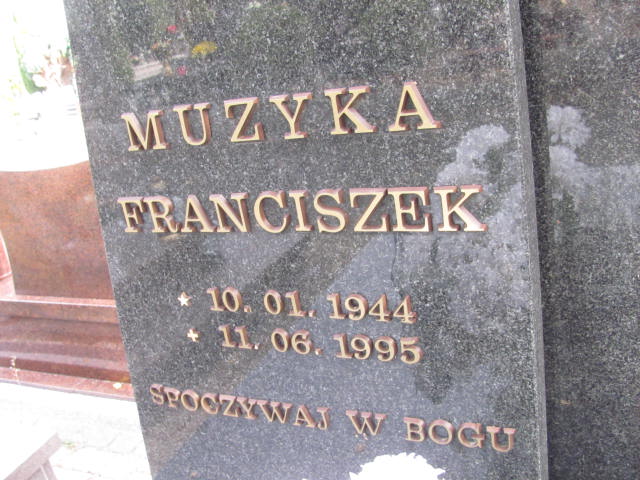 MUZYKA
FRANCISZEK
* 10. 01. 1944
+ 11. 06. 1995
SPOCZYWAJ W BOGU